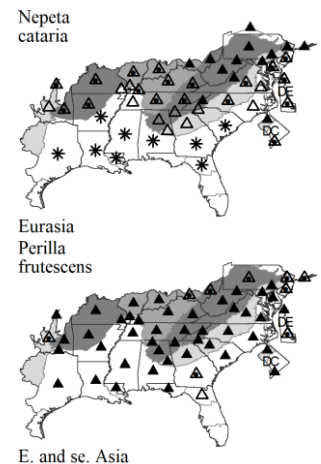 Nepeta
cataria
DE
DC
Eurasia
Perilla
frutescens
DE
DC
E. and se. Asia